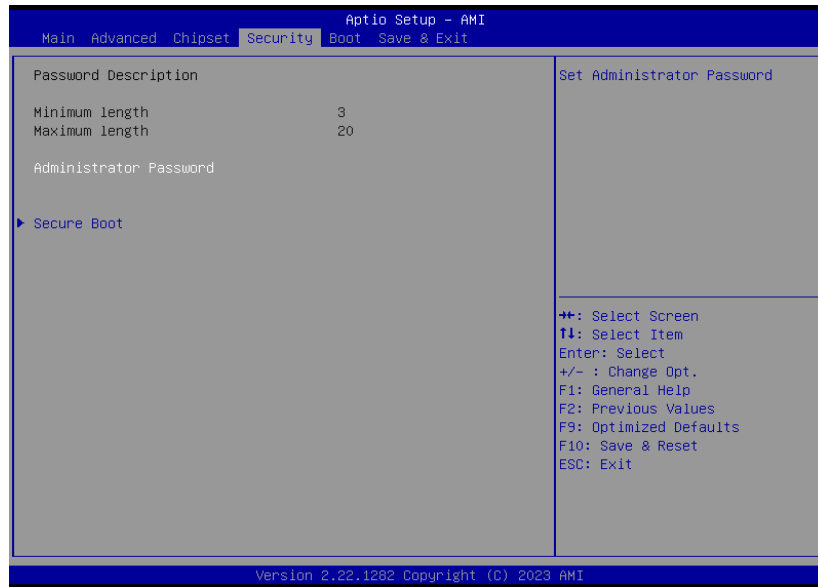 Aptio Setup – AMI
Main Advanced Chipset Security Boot Save & Exit
Password Description
Minimum length 3
Maximum length 20
Administrator Password
Secure Boot
Set Administrator Password
→←: Select Screen
↑↓: Select Item
Enter: Select
+/- : Change Opt.
F1: General Help
F2: Previous Values
F9: Optimized Defaults
F10: Save & Reset
ESC: Exit
Version 2.22.1282 Copyright (C) 2023 AMI